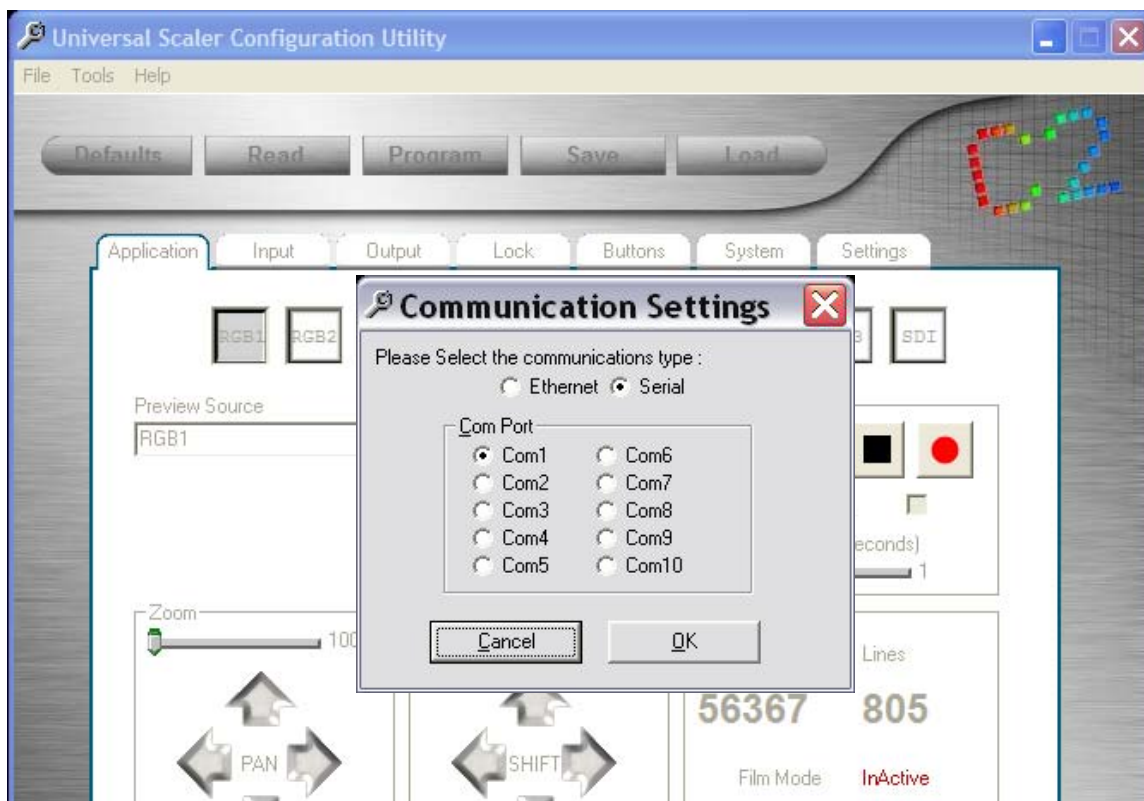 Universal Scaler Configuration Utility
File Tools Help
C2
Defaults Read Program Save Load
Application Input Output Lock Buttons System Settings
RGB1 RGB2 SDI
Communication Settings
Please Select the communications type :
Ethernet Serial
Preview Source
RGB1
Com Port
Com1 Com6
Com2 Com7
Com3 Com8
Com4 Com9
Com5 Com10
1
Zoom
100
Cancel OK
Lines
56367 805
PAN SHIFT
Film Mode InActive